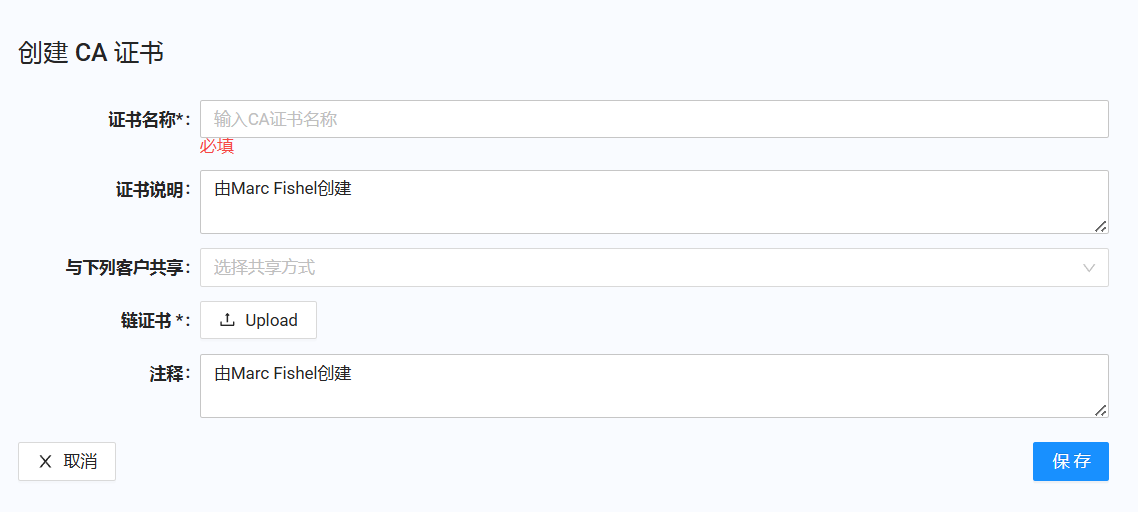 创建 CA 证书
证书名称*: 输入CA证书名称
必填
证书说明: 由Marc Fishel创建
与下列客户共享: 选择共享方式
链证书 *: Upload
注释: 由Marc Fishel创建
取消 保存